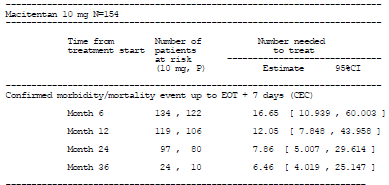 Macitentan 10 mg N=154
Time from treatment start Number of patients at risk (10 mg, P) Number needed to treat
Estimate 95%CI
Confirmed morbidity/mortality event up to EOT + 7 days (CEC)
Month 6 134 , 122 16.65 [ 10.939 , 60.003 ]
Month 12 119 , 106 12.05 [ 7.848 , 43.958 ]
Month 24 97 , 80 7.86 [ 5.007 , 29.614 ]
Month 36 24 , 10 6.46 [ 4.019 , 25.147 ]